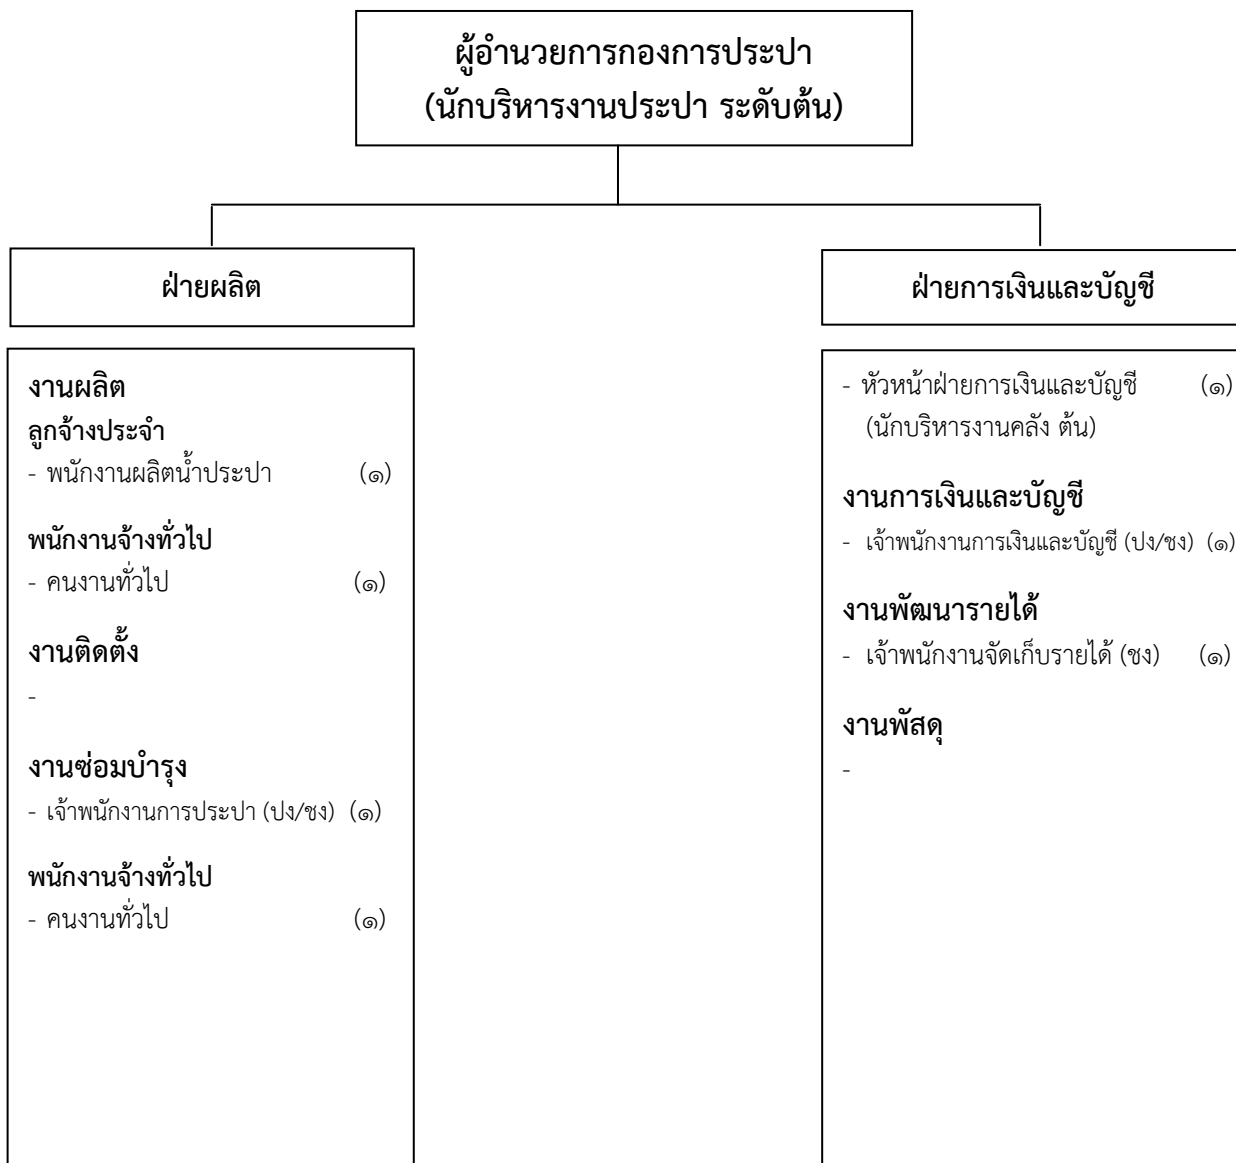 ผู้อำนวยการกองการประปา
(นักบริหารงานประปา ระดับต้น)
ฝ่ายผลิต
งานผลิต
ลูกจ้างประจำ
- พนักงานผลิตน้ำประปา (๑)
พนักงานจ้างทั่วไป
- คนงานทั่วไป (๑)
งานติดตั้ง
-
งานซ่อมบำรุง
- เจ้าพนักงานการประปา (ปง/ชง) (๑)
พนักงานจ้างทั่วไป
- คนงานทั่วไป (๑)
ฝ่ายการเงินและบัญชี
- หัวหน้าฝ่ายการเงินและบัญชี (๑)
(นักบริหารงานคลัง ต้น)
งานการเงินและบัญชี
- เจ้าพนักงานการเงินและบัญชี (ปง/ชง) (๑)
งานพัฒนารายได้
- เจ้าพนักงานจัดเก็บรายได้ (ชง) (๑)
งานพัสดุ
-